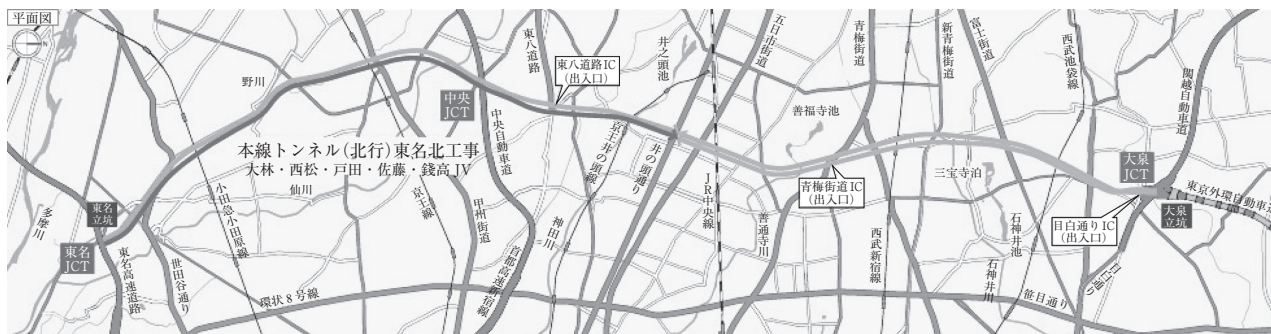 平面図
N
野川
東八道路
東八道路IC
(出入口)
井之頭池
五日市街道
青梅街道
新青梅街道
富士街道
西武池袋線
関越自動車道
中央
JCT
中央自動車道
本線トンネル(北行)東名北工事
大林・西松・戸田・佐藤・錢高JV
善福寺池
大泉
JCT
東京外環自動車道
大泉
立坑
目白通りIC
(出入口)
目白通り
三宝寺泊
青梅街道IC
(出入口)
京王井の頭線
井の頭通り
JR中央線
善通寺川
西武新宿線
石神井池
石神井川
笹目通り
多摩川
東名
立坑
東名
JCT
東名高速道路
世田谷通り
小田急小田原線
仙川
京王線
甲州街道
首都高速新宿線
神田川
環状8号線